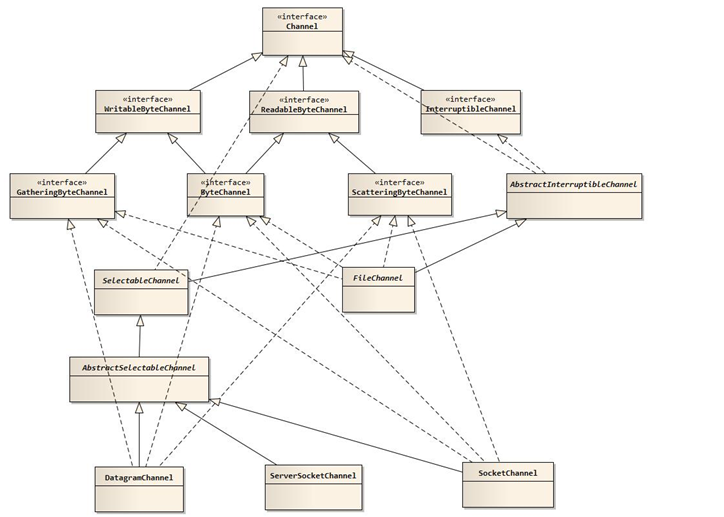 «interface»
Channel
«interface»
WritableByteChannel
«interface»
ReadableByteChannel
«interface»
InterruptibleChannel
«interface»
GatheringByteChannel
«interface»
ByteChannel
«interface»
ScatteringByteChannel
AbstractInterruptibleChannel
SelectableChannel
FileChannel
AbstractSelectableChannel
DatagramChannel
ServerSocketChannel
SocketChannel